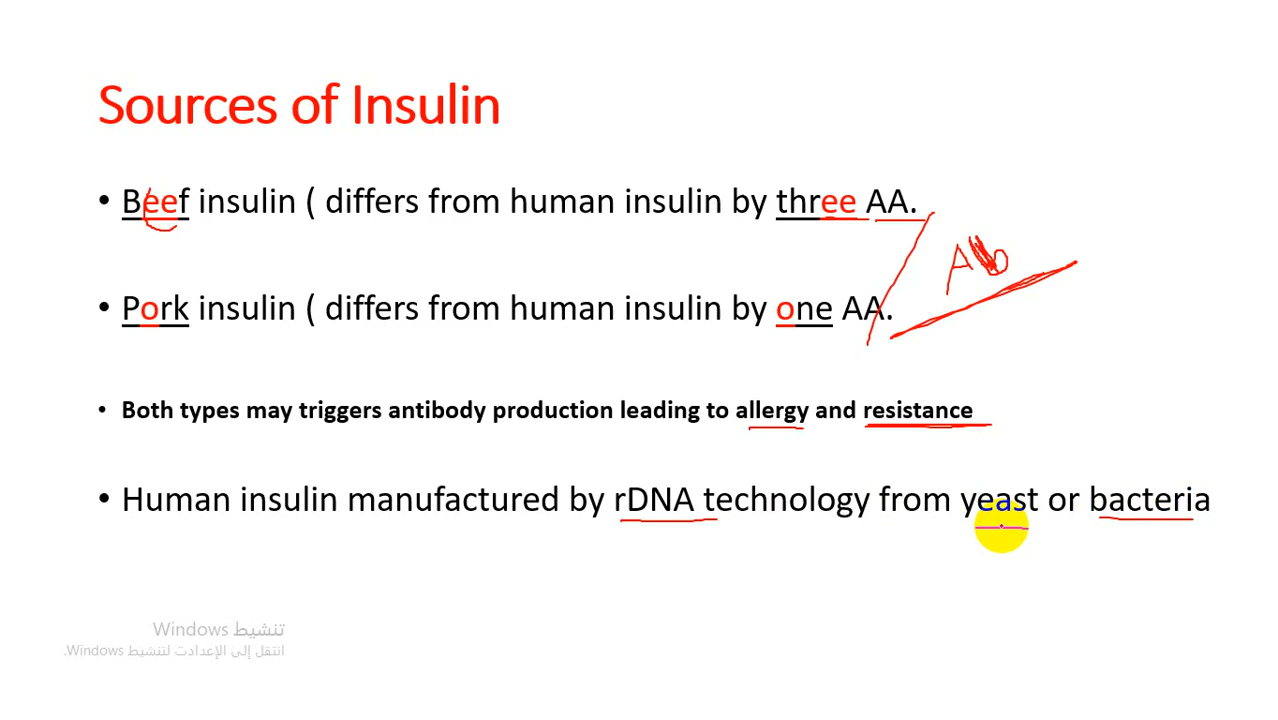 Sources of Insulin
• Beef insulin ( differs from human insulin by three AA.
Ab
• Pork insulin ( differs from human insulin by one AA.
• Both types may triggers antibody production leading to allergy and resistance
• Human insulin manufactured by rDNA technology from yeast or bacteria
تنشيط Windows
انتقل إلى الإعدادت لتنشيط Windows.